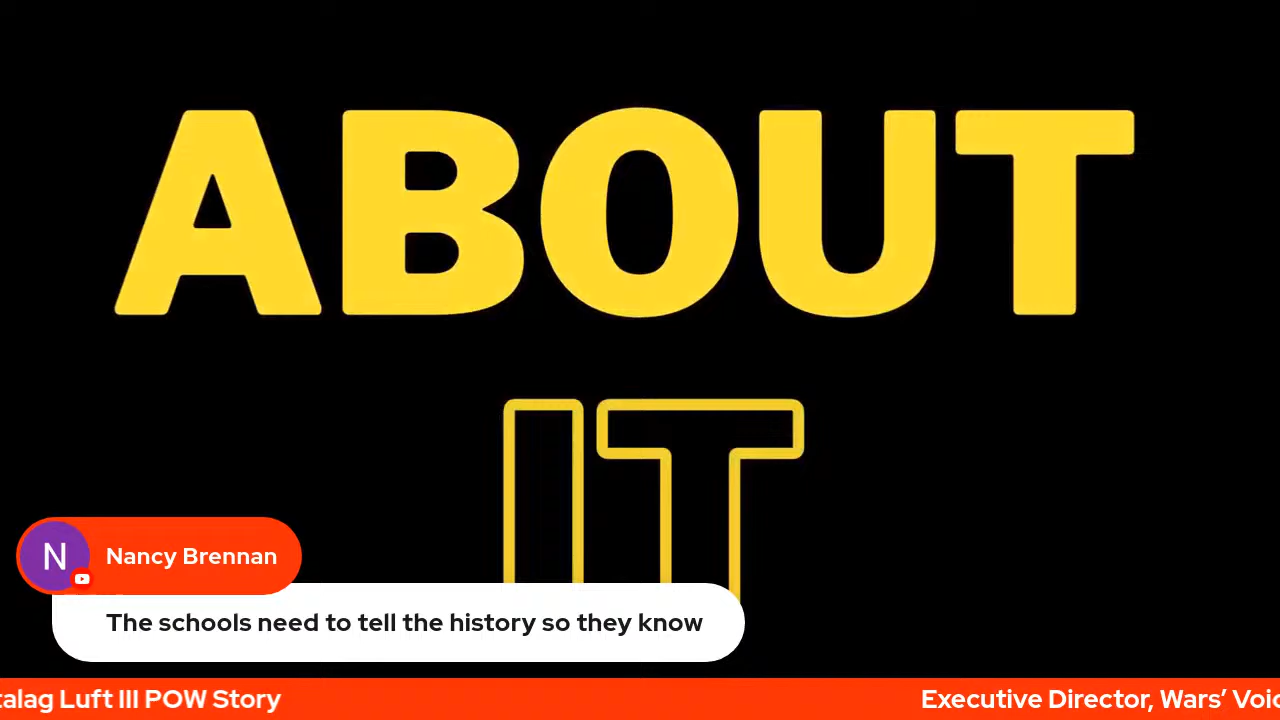 ABOUT
IT
N
Nancy Brennan
The schools need to tell the history so they know
talag Luft III POW Story
Executive Director, Wars’ Voic